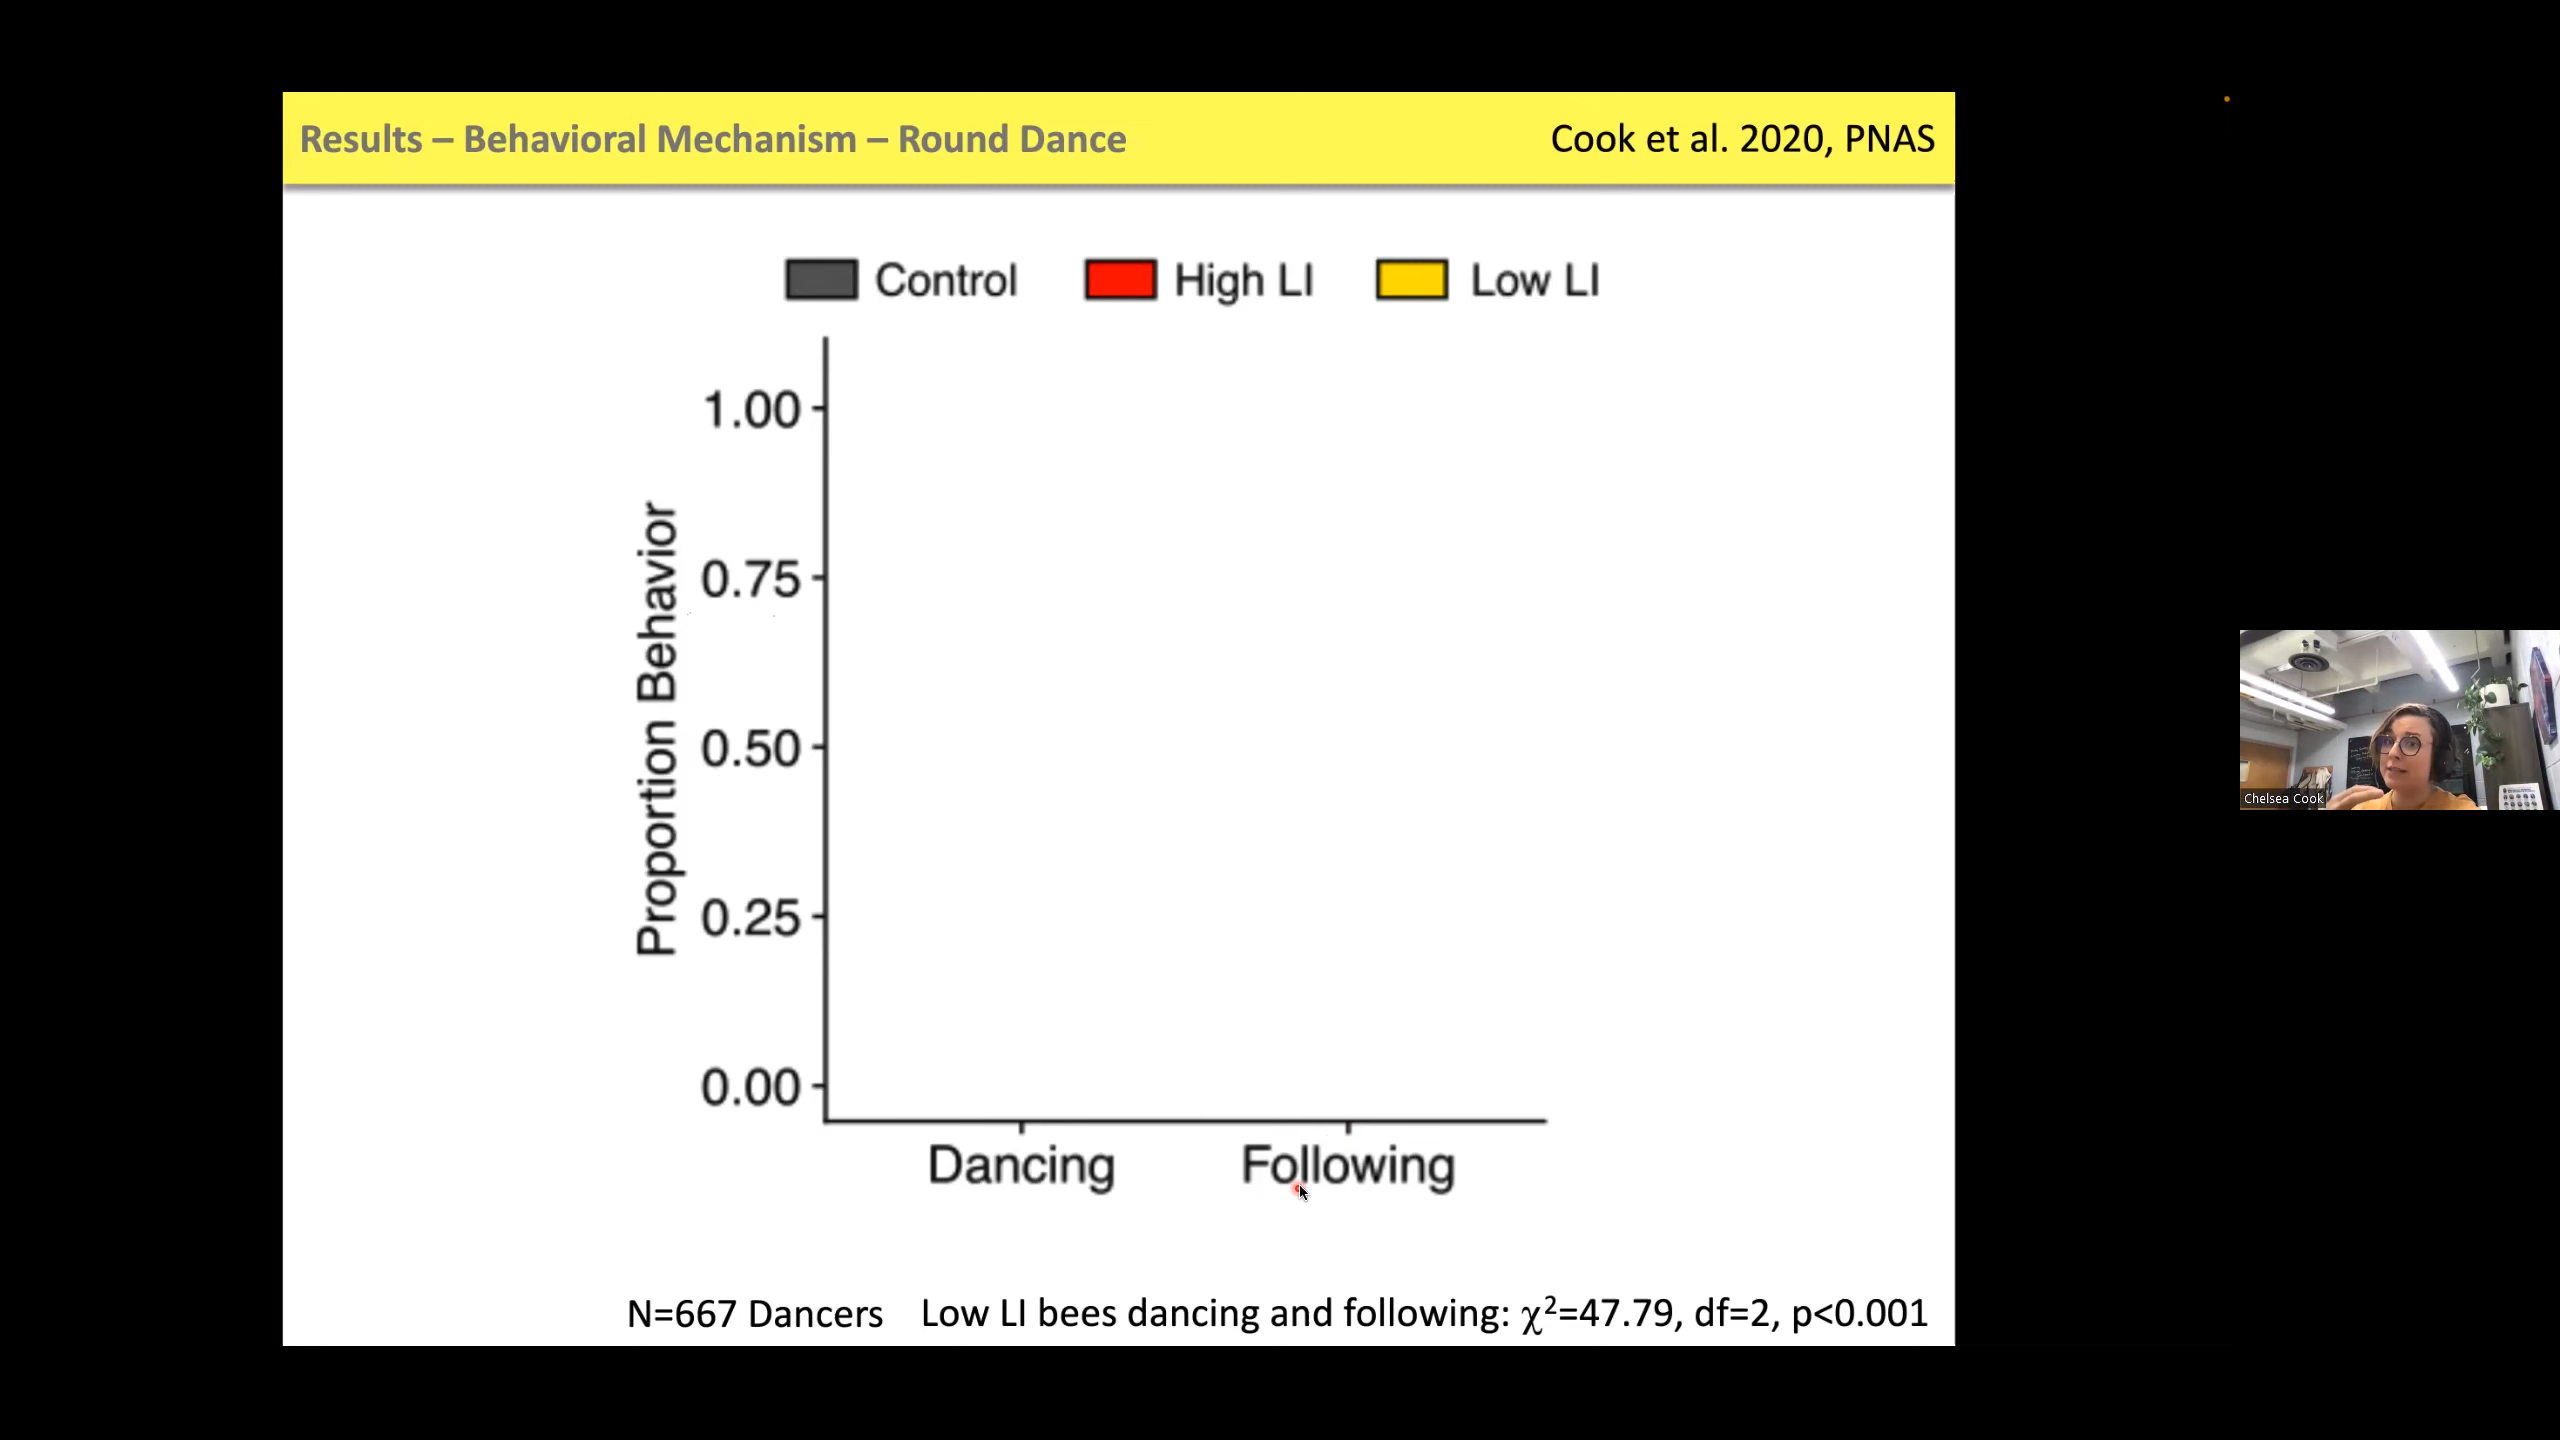 Results – Behavioral Mechanism – Round Dance
Cook et al. 2020, PNAS
Control
High LI
Low LI
Proportion Behavior
1.00
0.75
0.50
0.25
0.00
Dancing
Following
N=667 Dancers
Low LI bees dancing and following: χ²=47.79, df=2, p<0.001
Chelsea Cook